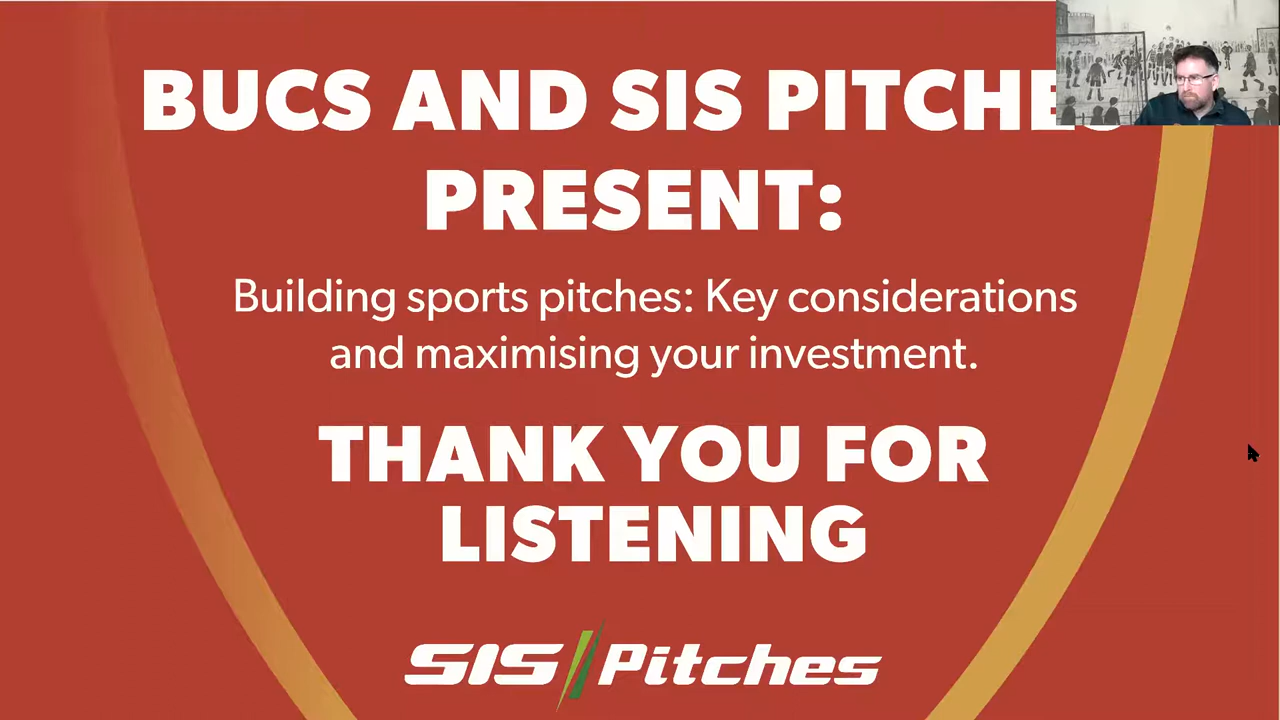 BUCS AND SIS PITCHES
PRESENT:
Building sports pitches: Key considerations
and maximising your investment.
THANK YOU FOR
LISTENING
SIS Pitches